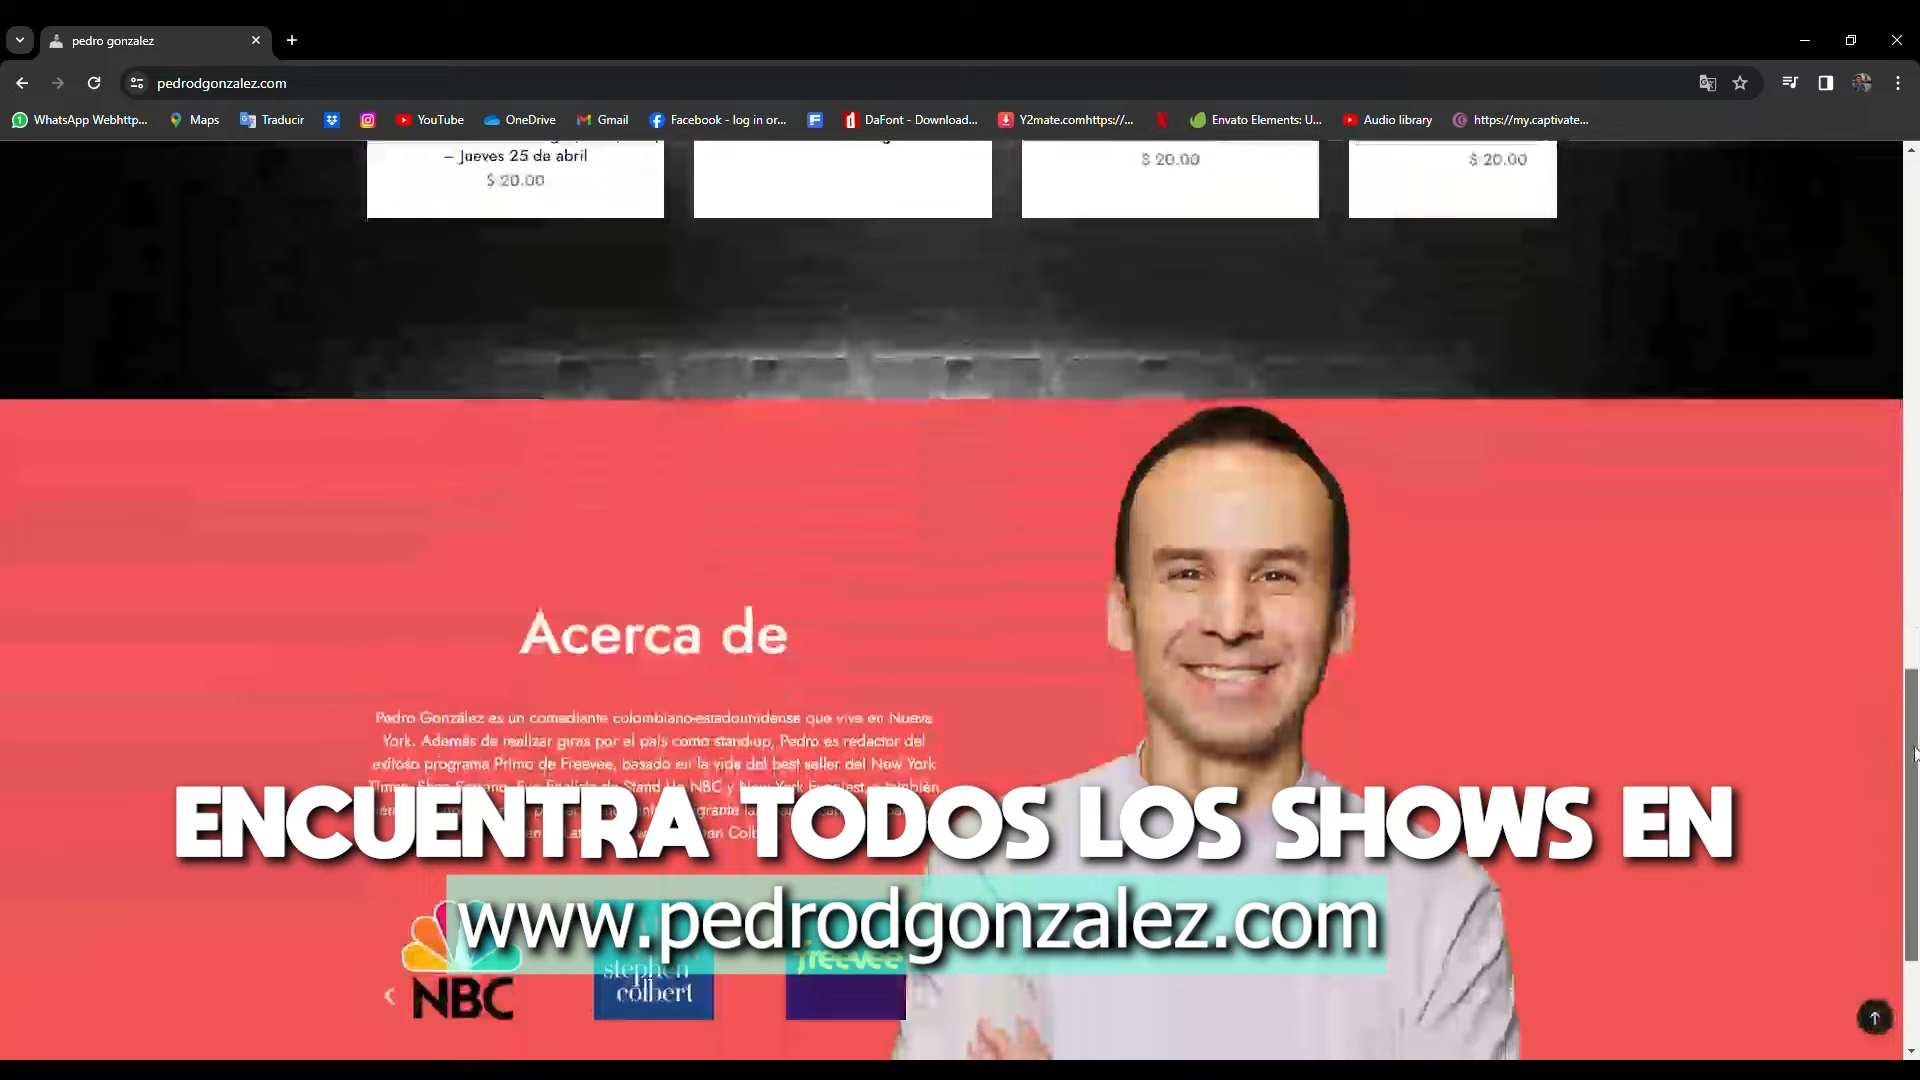 pedro gonzalez
pedrodgonzalez.com
WhatsApp Webhttp...
Maps
Traducir
YouTube
OneDrive
Gmail
Facebook - log in or...
DaFont - Download...
Y2mate.comhttps://...
Envato Elements: U...
Audio library
https://my.captivate...
– Jueves 25 de abril
$ 20.00
$ 20.00
$ 20.00
Acerca de
Pedro González es un comediante colombiano-estadounidense que vive en Nueva
York. Además de realizar giras por el país como stand-up, Pedro es redactor del
exitoso programa Primo de Freevee, basado en la vida del best seller del New York
ENCUENTRA TODOS LOS SHOWS EN
www.pedrodgonzalez.com
NBC
stephen
colbert
freevee